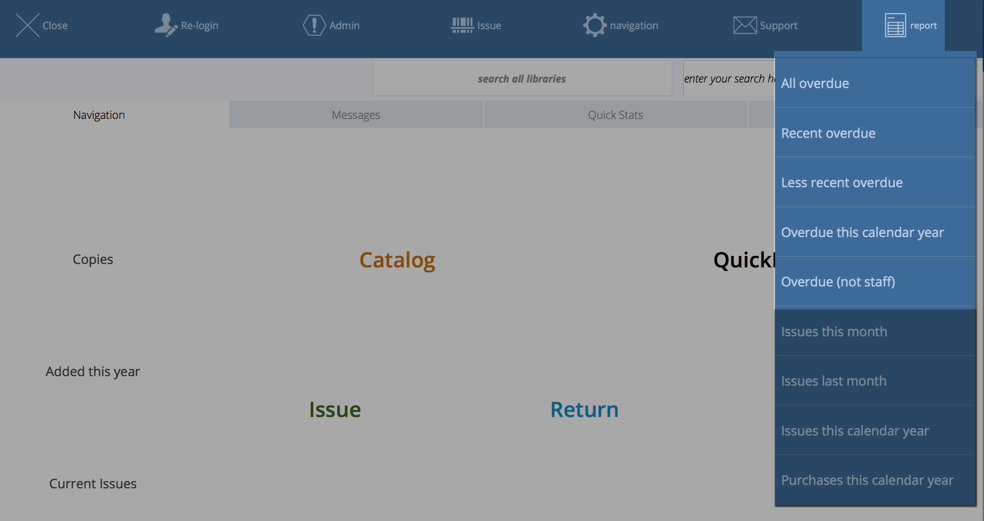 Close
Re-login
Admin
Issue
navigation
Support
report
search all libraries
enter your search
Navigation
Messages
Quick Stats
All overdue
Recent overdue
Less recent overdue
Overdue this calendar year
Overdue (not staff)
Issues this month
Issues last month
Issues this calendar year
Purchases this calendar year
Copies
Catalog
Added this year
Issue
Return
Current Issues